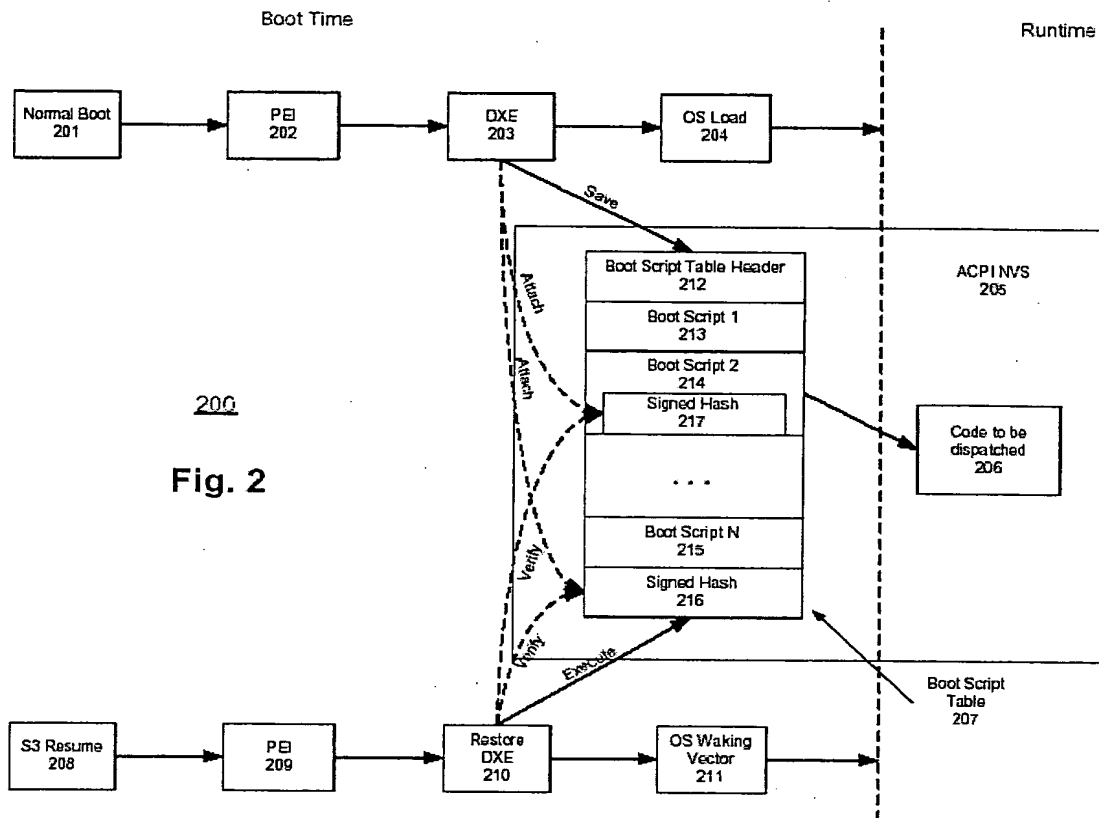 Boot Time
Runtime
Normal Boot
201
PEI
202
DXE
203
OS Load
204
Save
Boot Script Table Header
212
ACPI NVS
205
Attach
Boot Script 1
213
Attach
Boot Script 2
214
Signed Hash
217
200
Code to be
dispatched
206
Fig. 2
. . .
Boot Script N
215
Verify
Signed Hash
216
Verify
Execute
Boot Script
Table
207
S3 Resume
208
PEI
209
Restore
DXE
210
OS Waking
Vector
211